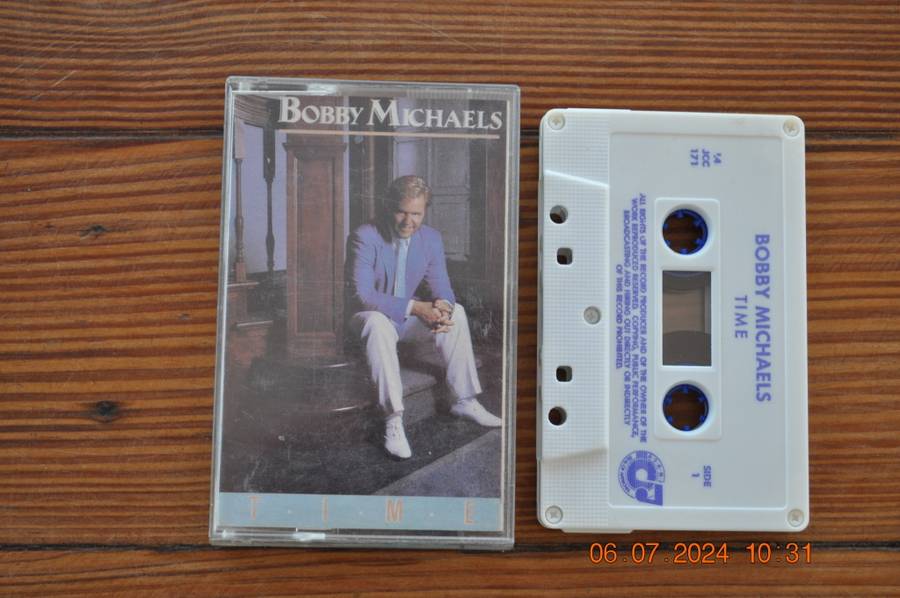 BOBBY MICHAELS
T I M E
BOBBY MICHAELS
TIME
JCC
171
ALL RIGHTS OF THE RECORD PRODUCER AND OF THE OWNER OF THE
WORK REPRODUCED RESERVED. COPYING, PUBLIC PERFORMANCE,
BROADCASTING AND HIRING OUT DIRECTLY OR INDIRECTLY
OF THIS RECORD PROHIBITED.
SIDE
1
06.07.2024 10:31